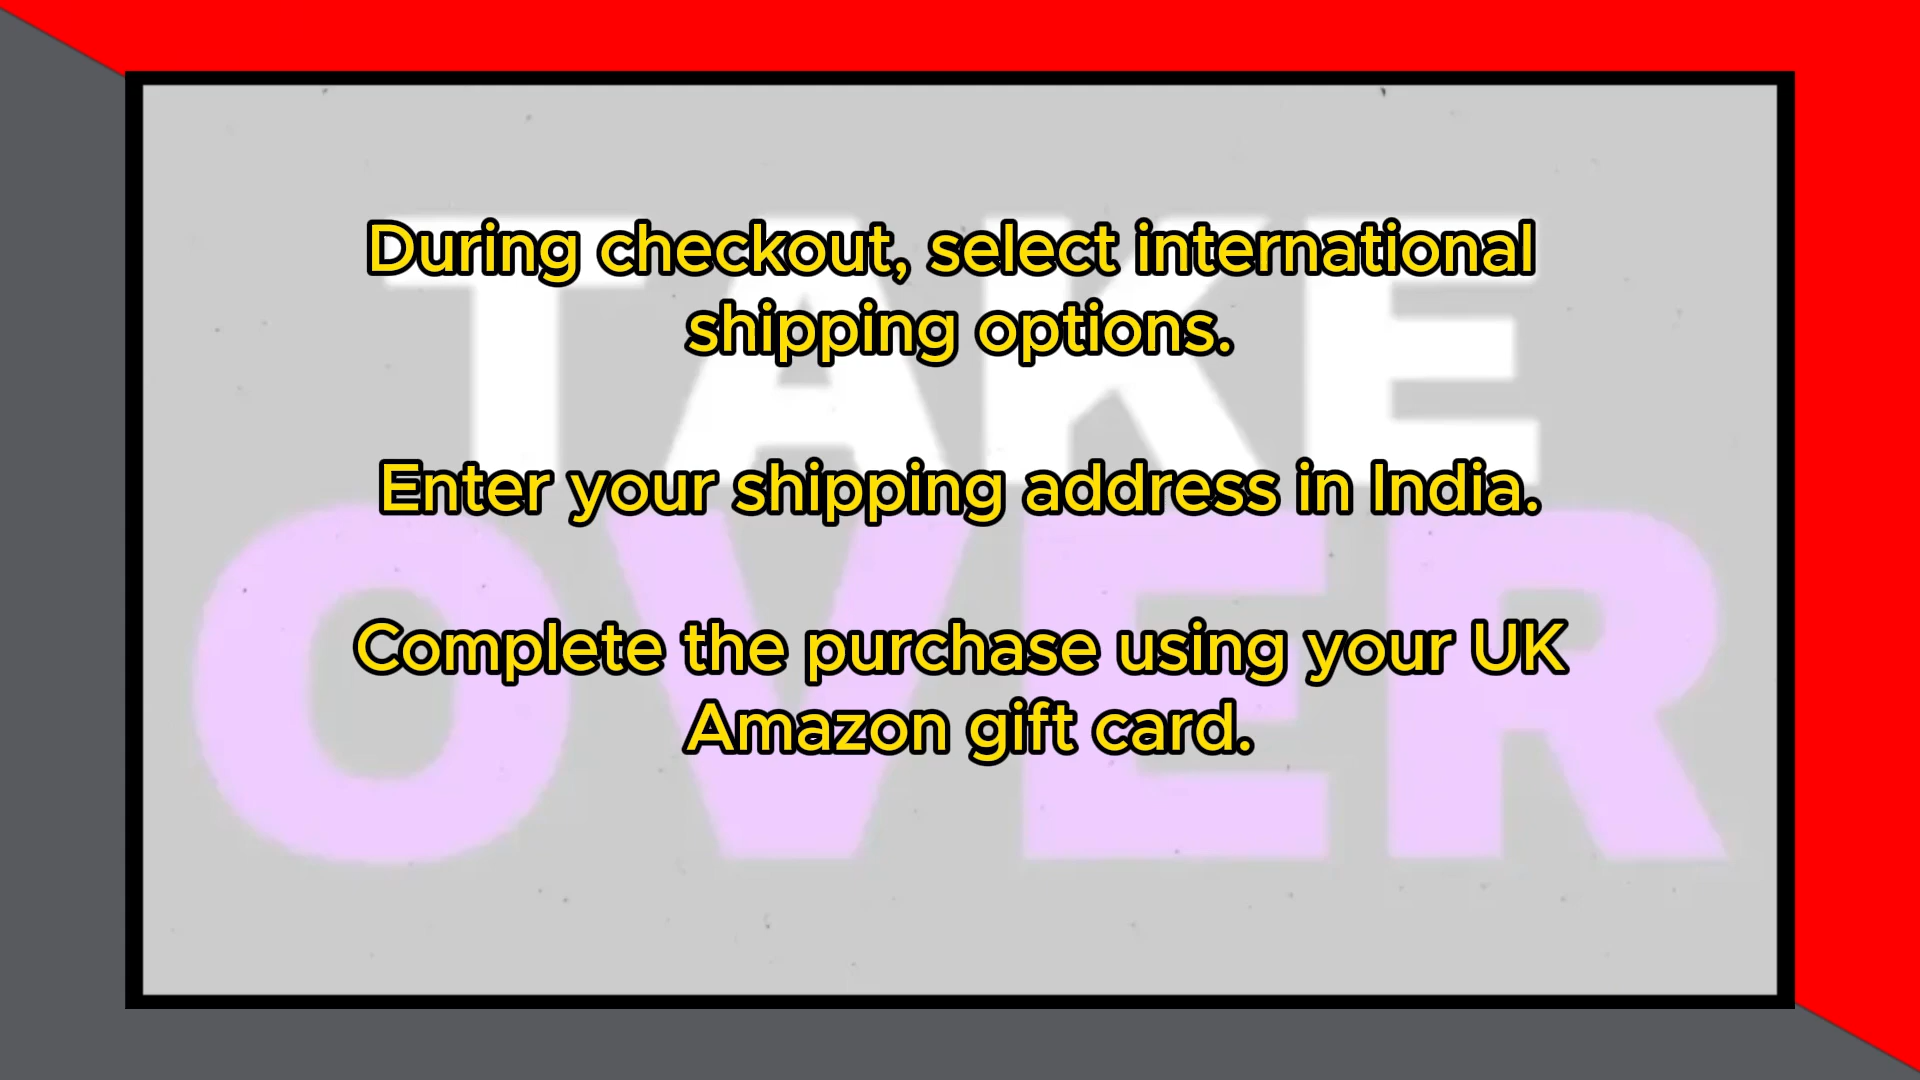 TAKE
OVER
During checkout, select international
shipping options.
Enter your shipping address in India.
Complete the purchase using your UK
Amazon gift card.